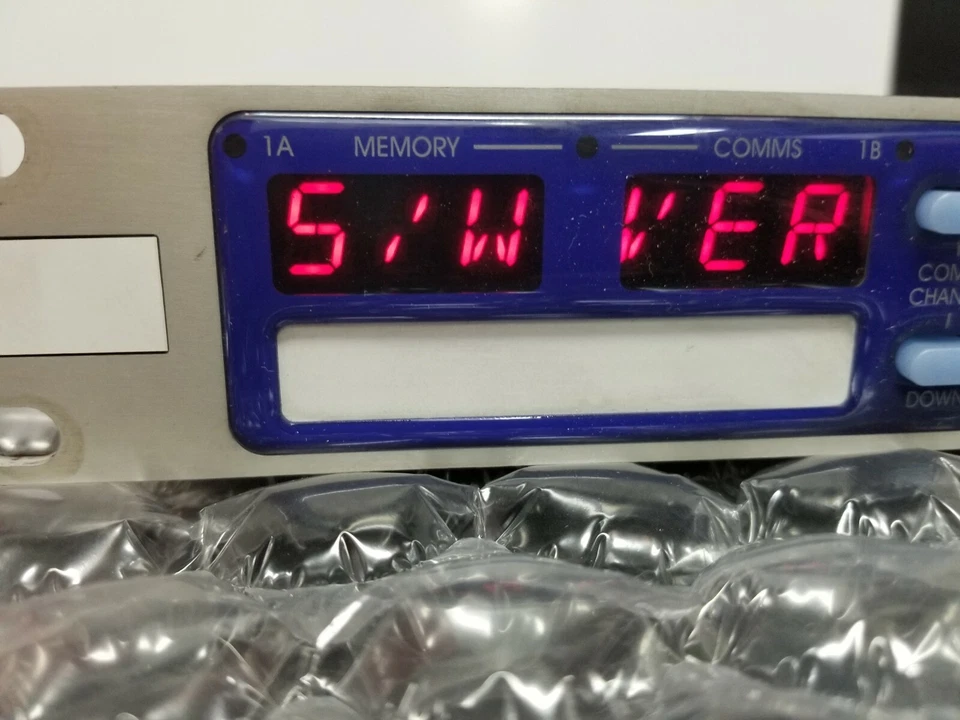 1A MEMORY COMMS 1B
S/W VER
DOWN